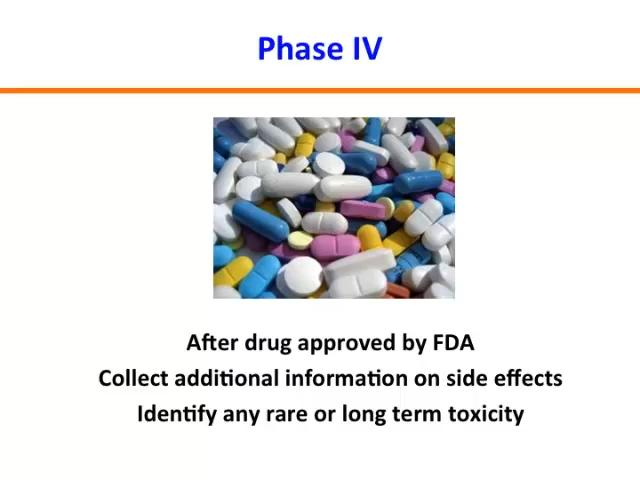 Phase IV
After drug approved by FDA
Collect additional information on side effects
Identify any rare or long term toxicity